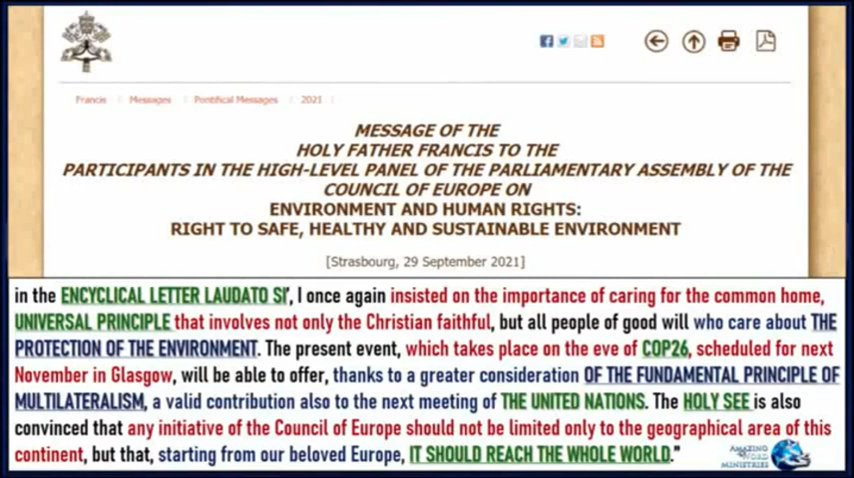 Francis Messages Pontifical Messages 2021
MESSAGE OF THE
HOLY FATHER FRANCIS TO THE
PARTICIPANTS IN THE HIGH-LEVEL PANEL OF THE PARLIAMENTARY ASSEMBLY OF THE
COUNCIL OF EUROPE ON
ENVIRONMENT AND HUMAN RIGHTS:
RIGHT TO SAFE, HEALTHY AND SUSTAINABLE ENVIRONMENT
[Strasbourg, 29 September 2021]
in the ENCYCLICAL LETTER LAUDATO SI', I once again insisted on the importance of caring for the common home,
UNIVERSAL PRINCIPLE that involves not only the Christian faithful, but all people of good will who care about THE
PROTECTION OF THE ENVIRONMENT. The present event, which takes place on the eve of COP26, scheduled for next
November in Glasgow, will be able to offer, thanks to a greater consideration OF THE FUNDAMENTAL PRINCIPLE OF
MULTILATERALISM, a valid contribution also to the next meeting of THE UNITED NATIONS. The HOLY SEE is also
convinced that any initiative of the Council of Europe should not be limited only to the geographical area of this
continent, but that, starting from our beloved Europe, IT SHOULD REACH THE WHOLE WORLD."
AMAZING
WORD
MINISTRIES